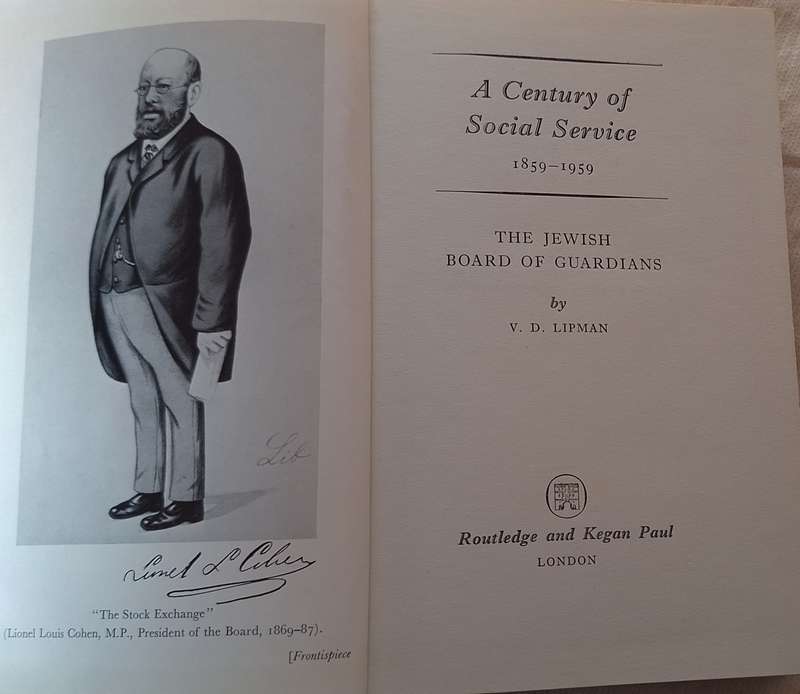 Lib
Lionel L Cohen
"The Stock Exchange"
(Lionel Louis Cohen, M.P., President of the Board, 1869–87).
[Frontispiece
A Century of
Social Service
1859–1959
THE JEWISH
BOARD OF GUARDIANS
by
V. D. LIPMAN
Routledge and Kegan Paul
LONDON